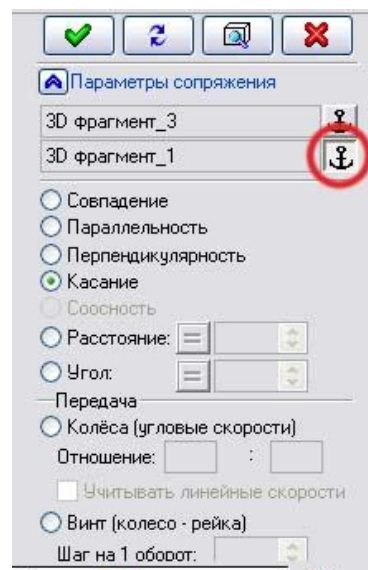 Параметры сопряжения
3D фрагмент_3
3D фрагмент_1
Совпадение
Параллельность
Перпендикулярность
Касание
Соосность
Расстояние: =
Угол: =
Передача
Колёса (угловые скорости)
Отношение: :
Учитывать линейные скорости
Винт (колесо - рейка)
Шаг на 1 оборот: